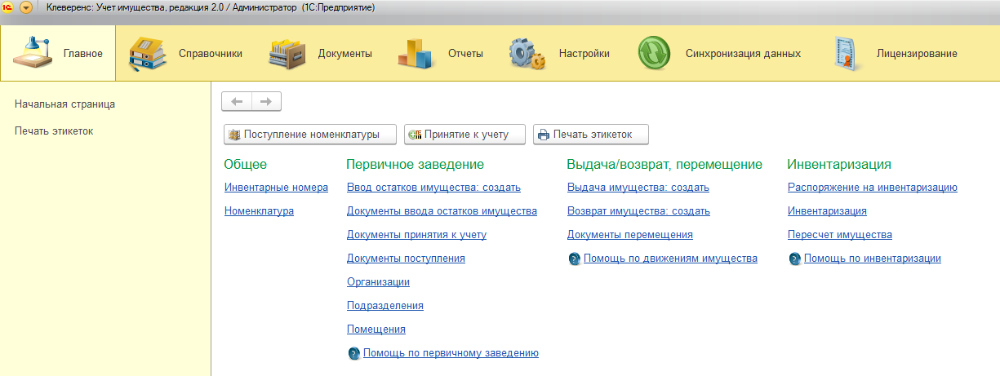 1С Клеверенс: Учет имущества, редакция 2.0 / Администратор (1С:Предприятие)
Главное Справочники Документы Отчеты Настройки Синхронизация данных Лицензирование
Начальная страница
Печать этикеток
Поступление номенклатуры Принятие к учету Печать этикеток
Общее
Инвентарные номера
Номенклатура
Первичное заведение
Ввод остатков имущества: создать
Документы ввода остатков имущества
Документы принятия к учету
Документы поступления
Организации
Подразделения
Помещения
? Помощь по первичному заведению
Выдача/возврат, перемещение
Выдача имущества: создать
Возврат имущества: создать
Документы перемещения
? Помощь по движениям имущества
Инвентаризация
Распоряжение на инвентаризацию
Инвентаризация
Пересчет имущества
? Помощь по инвентаризации